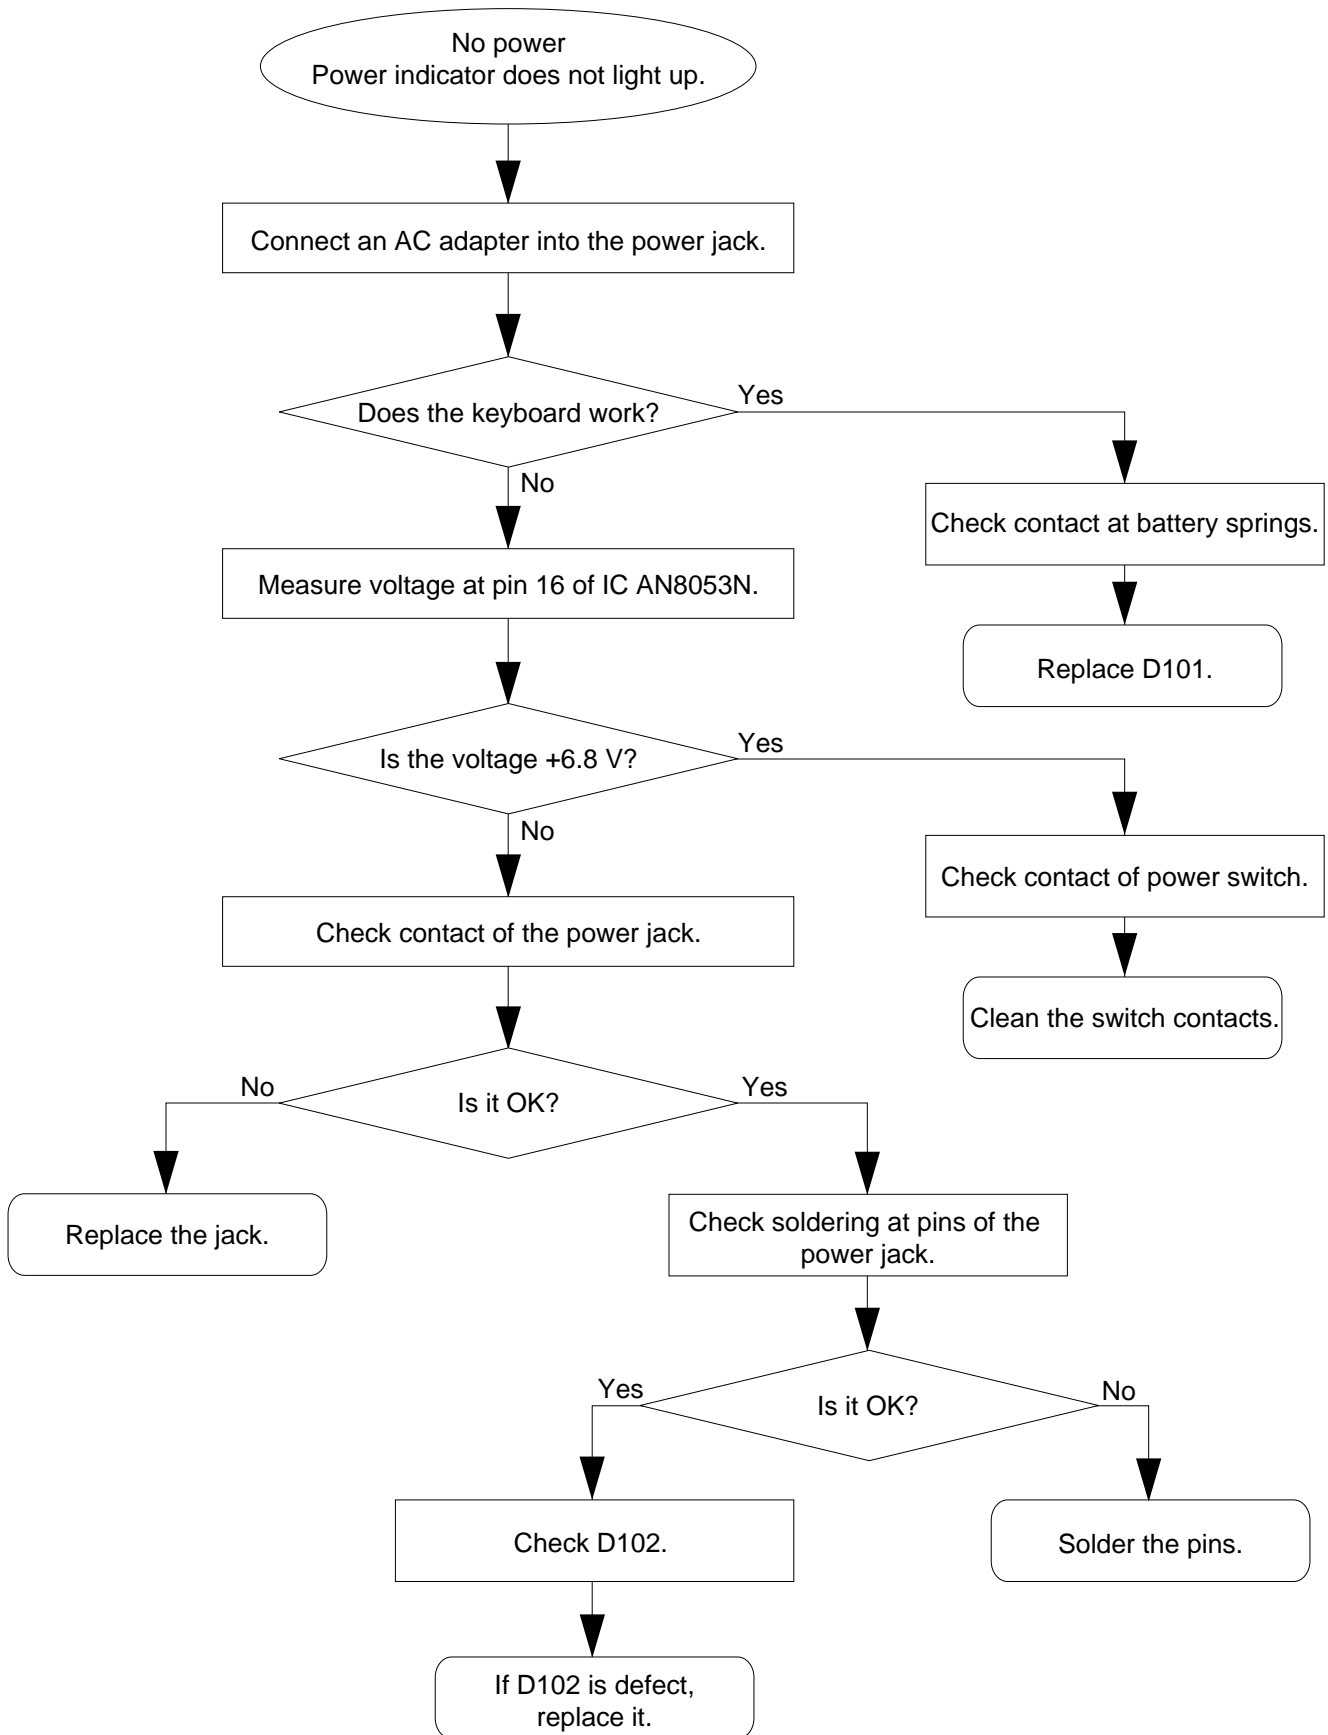 No power
Power indicator does not light up.
Connect an AC adapter into the power jack.
Does the keyboard work?
Yes
No
Check contact at battery springs.
Measure voltage at pin 16 of IC AN8053N.
Replace D101.
Is the voltage +6.8 V?
Yes
No
Check contact of power switch.
Check contact of the power jack.
Clean the switch contacts.
No
Is it OK?
Yes
Replace the jack.
Check soldering at pins of the
power jack.
Yes
Is it OK?
No
Check D102.
Solder the pins.
If D102 is defect,
replace it.